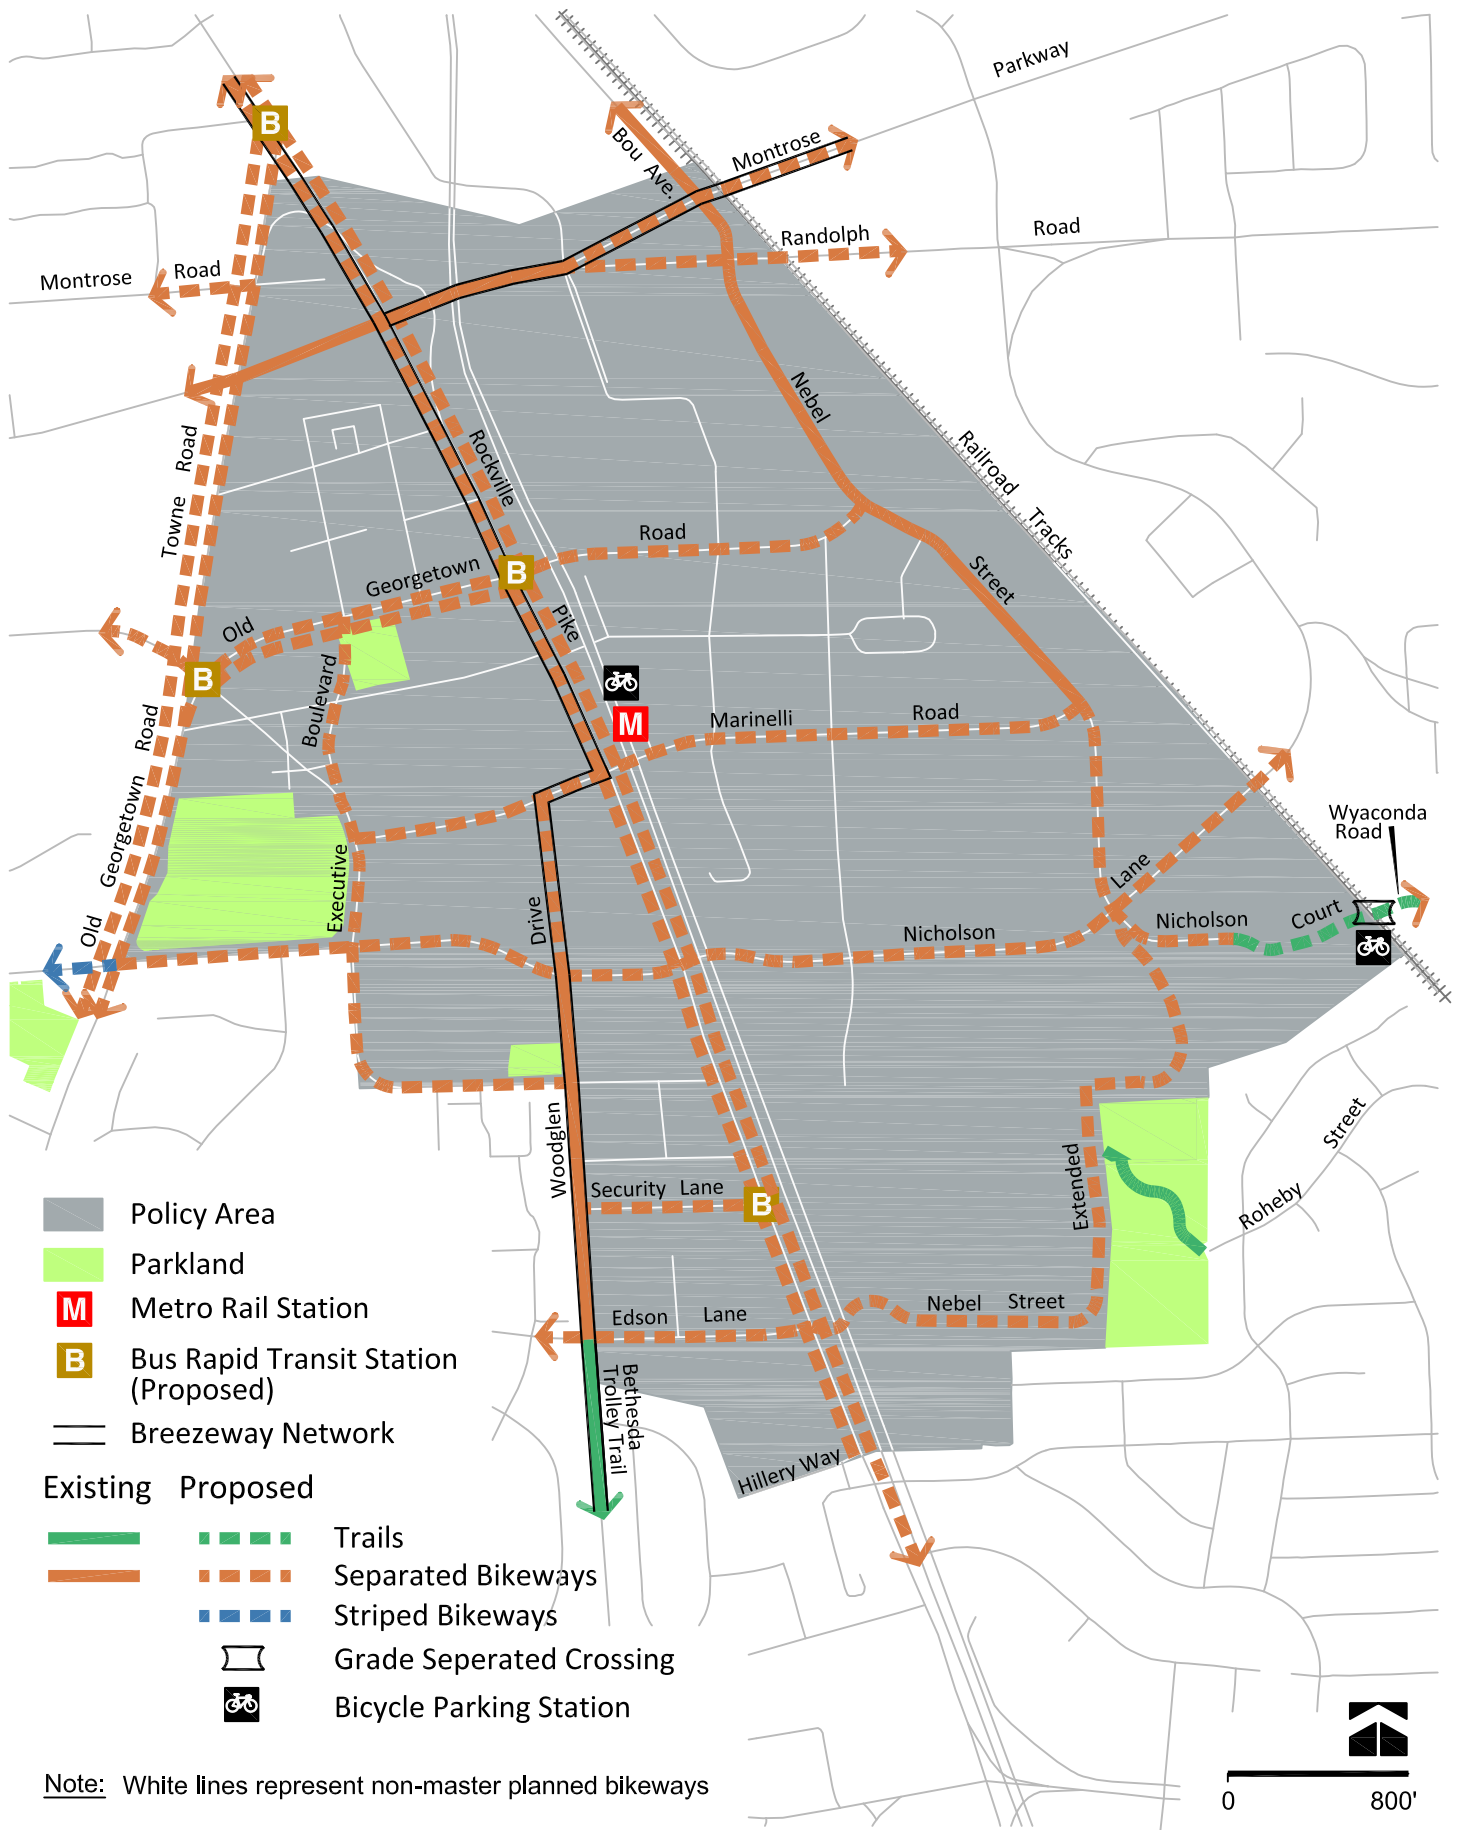 Parkway
B
Bou Ave.
Montrose
Randolph
Road
Montrose
Road
Nebel
Railroad
Tracks
Rockville
Road
Towne
Road
Georgetown
Old
B
Street
Pike
B
Boulevard
M
Marinelli
Road
Road
Georgetown
Old
Wyaconda
Road
Lane
Executive
Drive
Nicholson
Nicholson
Court
Woodglen
Security Lane
B
Extended
Street
Roheby
Edson Lane
Nebel Street
Bethesda
Trolley Trail
Hillery Way
Policy Area
Parkland
M Metro Rail Station
B Bus Rapid Transit Station
(Proposed)
Breezeway Network
Existing Proposed
Trails
Separated Bikeways
Striped Bikeways
Grade Seperated Crossing
Bicycle Parking Station
Note: White lines represent non-master planned bikeways
0 800'